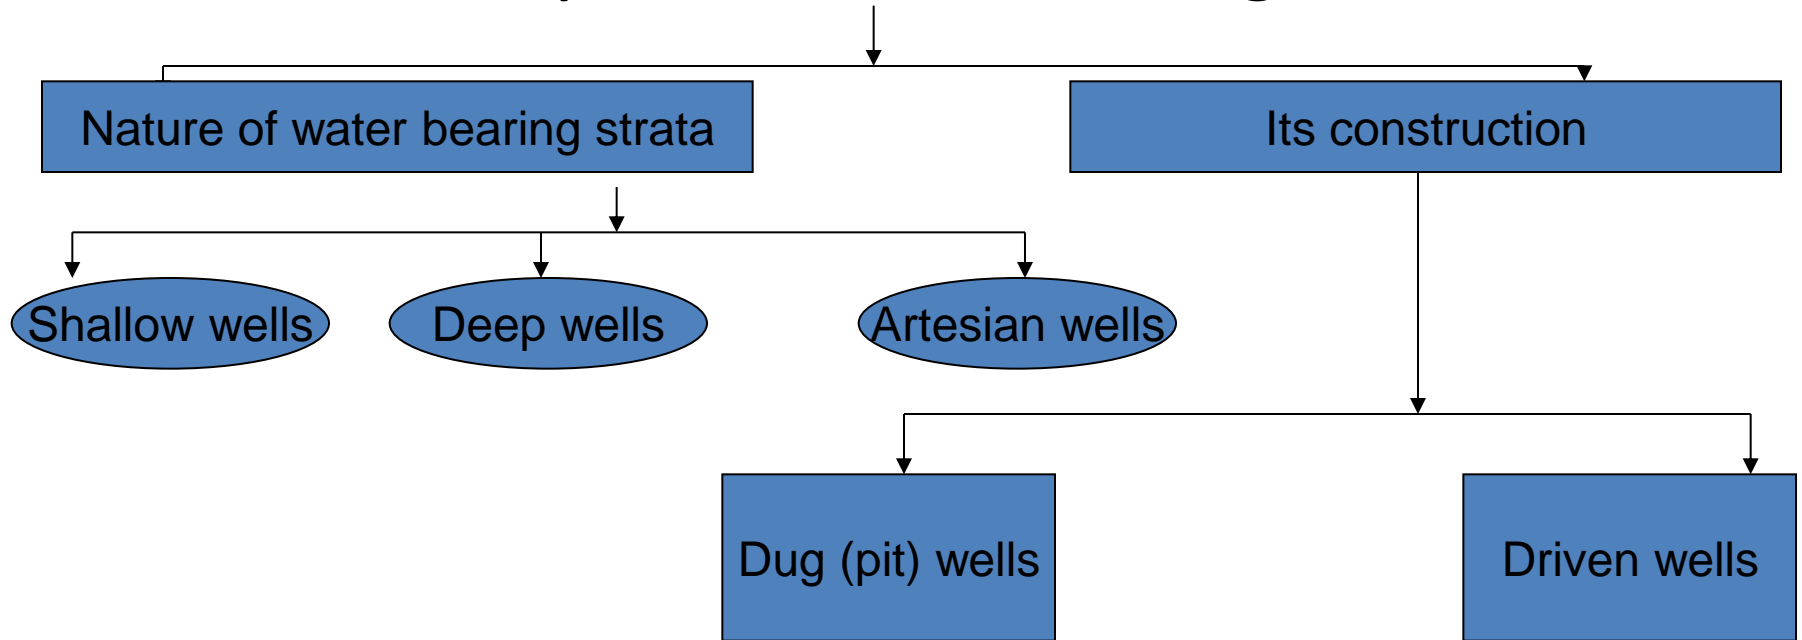 Nature of water bearing strata
Its construction
Shallow wells
Deep wells
Artesian wells
Dug (pit) wells
Driven wells